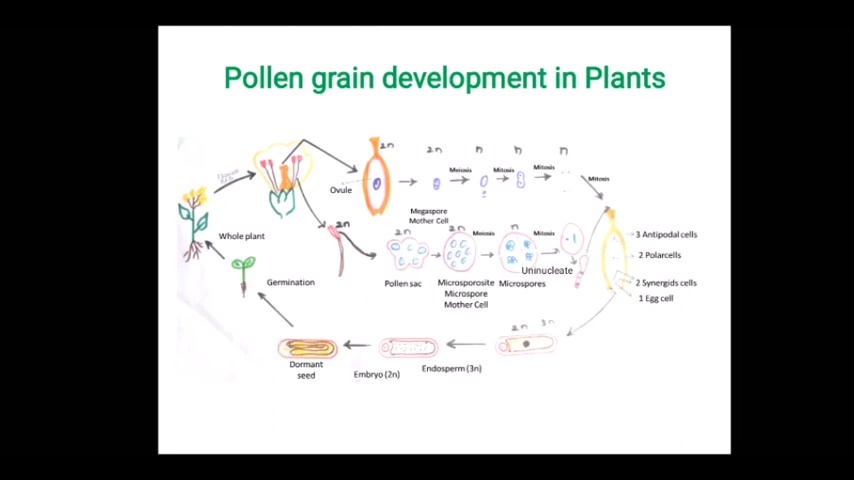 Pollen grain development in Plants
2n
2n
n
n
n
Meiosis
Mitosis
Mitosis
Mitosis
Ovule
Megaspore
Mother Cell
2n
2n
2n
Meiosis
n
Mitosis
Whole plant
3 Antipodal cells
2 Polarcells
Uninucleate
Germination
Pollen sac
Microsporosite
Microspore
Mother Cell
Microspores
2 Synergids cells
1 Egg cell
2n
3n
Dormant
seed
Embryo (2n)
Endosperm (3n)